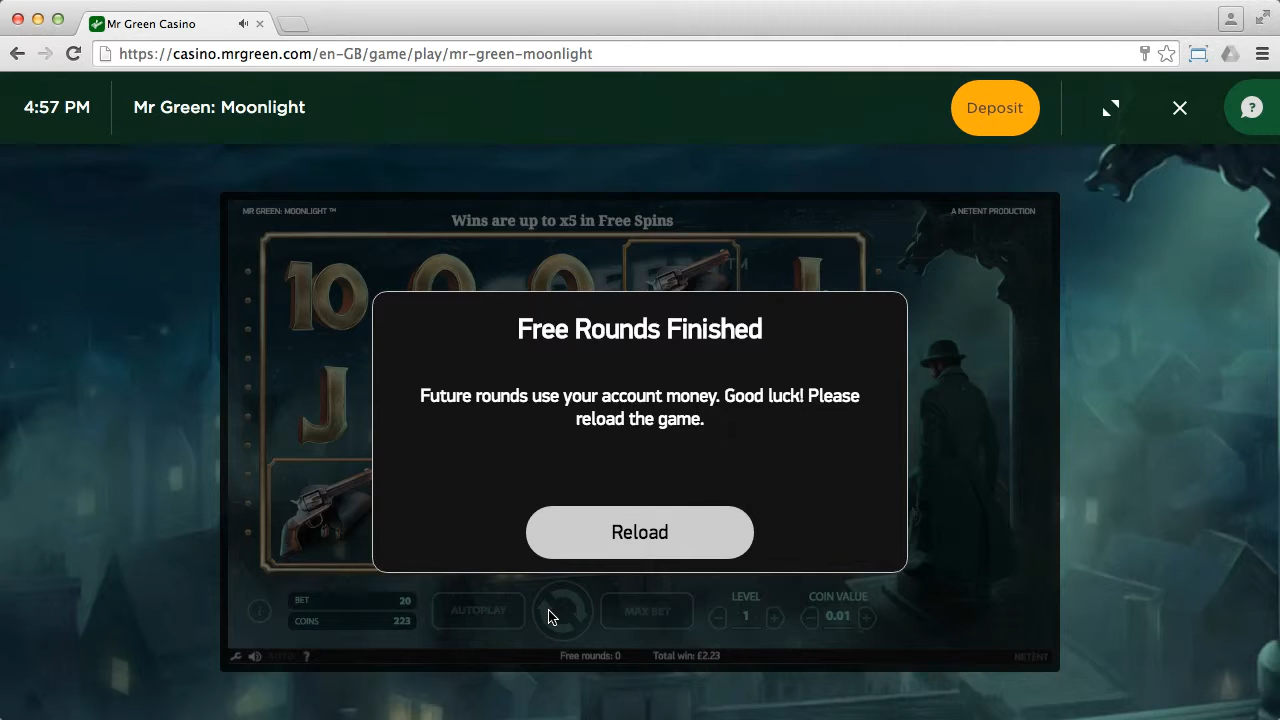 Mr Green Casino
https://casino.mrgreen.com/en-GB/game/play/mr-green-moonlight
4:57 PM
Mr Green: Moonlight
Deposit
?
MR GREEN: MOONLIGHT ™
Wins are up to x5 in Free Spins
A NETENT PRODUCTION
10
J
J
Free Rounds Finished
Future rounds use your account money. Good luck! Please
reload the game.
Reload
BET 20
COINS 223
AUTOPLAY
MAX BET
LEVEL
1
COIN VALUE
0.01
?
Free rounds: 0
Total win: £2.23
NETENT